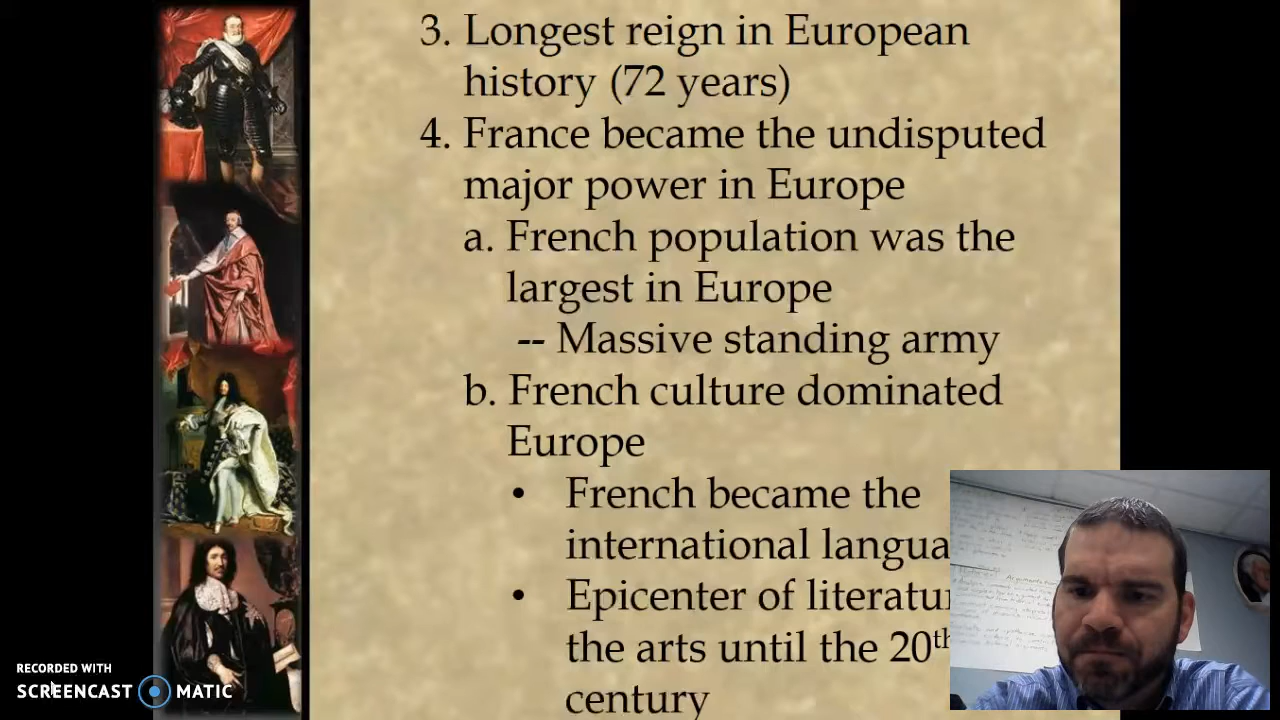 3. Longest reign in European
history (72 years)
4. France became the undisputed
major power in Europe
a. French population was the
largest in Europe
-- Massive standing army
b. French culture dominated
Europe
• French became the
international langua
• Epicenter of literatu
the arts until the 20th
century
RECORDED WITH
SCREENCAST MATIC